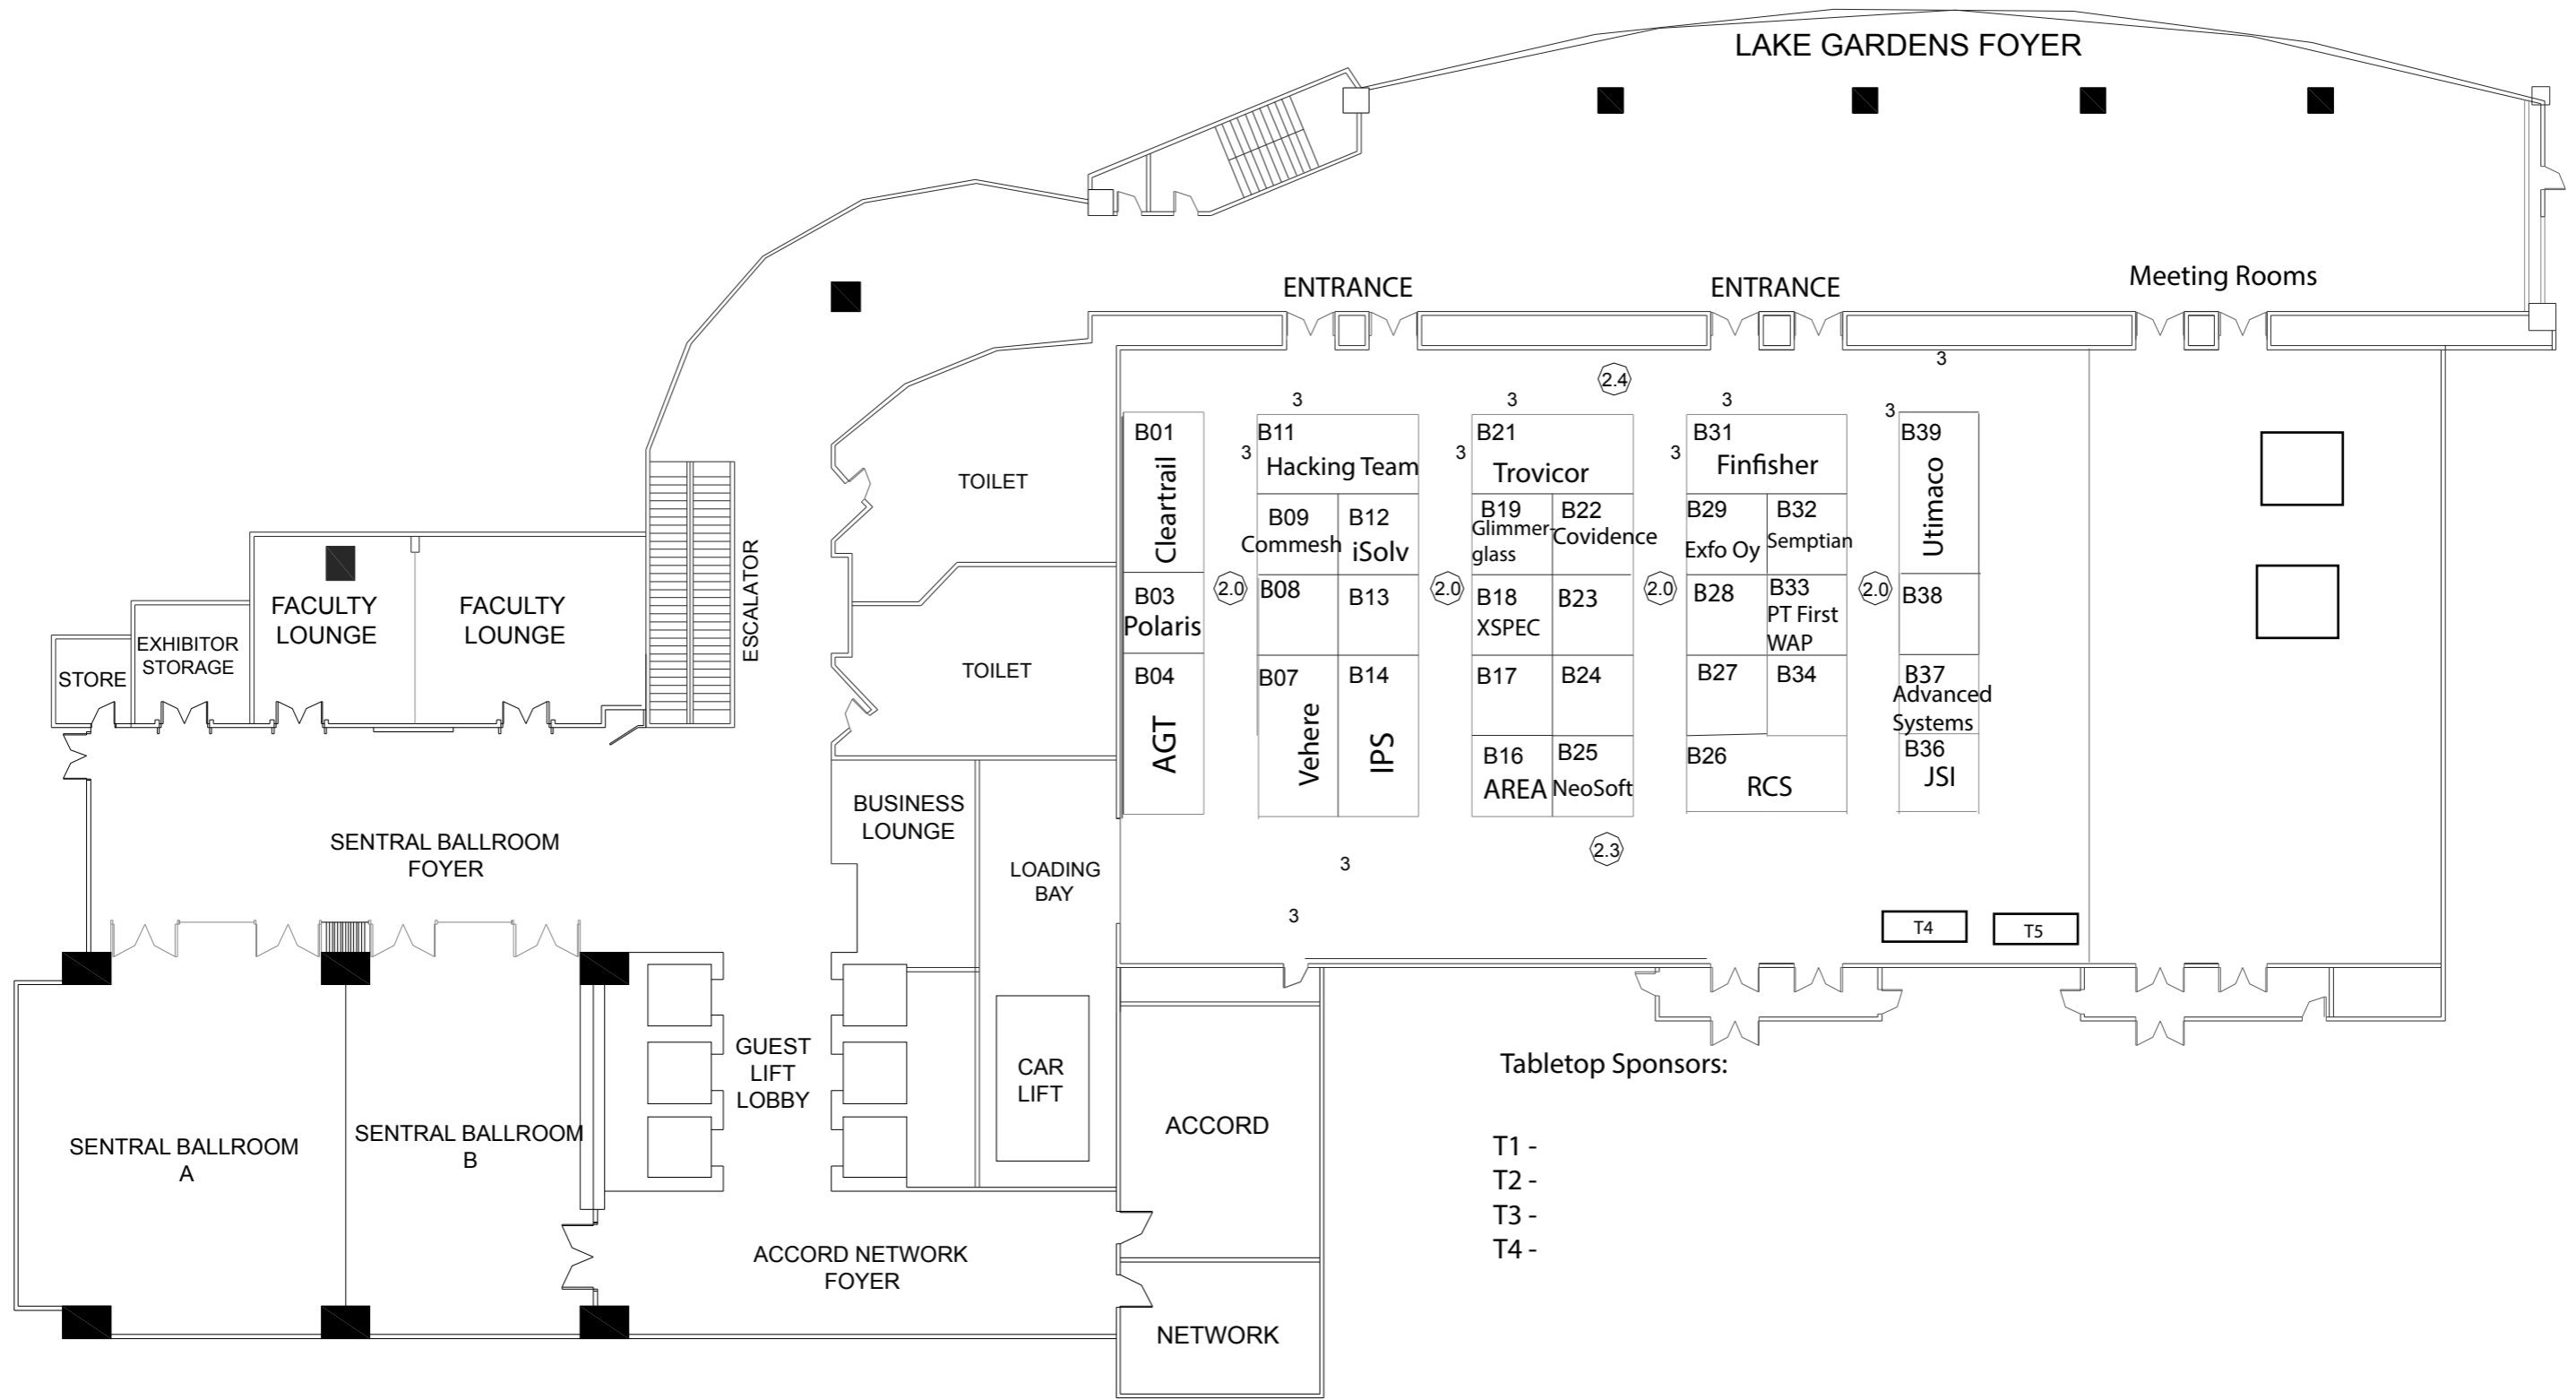 LAKE GARDENS FOYER
ENTRANCE
ENTRANCE
Meeting Rooms
3
2.4
3
3
3
3
B01
Cleartrail
B03
Polaris
B04
AGT
3
B11
Hacking Team
B09
Commesh
B12
iSolv
2.0
B08
B13
B07
Vehere
B14
IPS
3
B21
Trovicor
B19
Glimmer-
glass
B22
Covidence
2.0
B18
XSPEC
B23
B17
B24
B16
AREA
B25
NeoSoft
3
B31
Finfisher
B29
Exfo Oy
B32
Semptian
2.0
B28
B33
PT First
WAP
B27
B34
B26
RCS
B39
Utimaco
2.0
B38
B37
Advanced
Systems
B36
JSI
2.3
3
3
T4
T5
TOILET
TOILET
ESCALATOR
FACULTY
LOUNGE
FACULTY
LOUNGE
EXHIBITOR
STORAGE
STORE
BUSINESS
LOUNGE
LOADING
BAY
SENTRAL BALLROOM
FOYER
GUEST
LIFT
LOBBY
CAR
LIFT
SENTRAL BALLROOM
A
SENTRAL BALLROOM
B
ACCORD
ACCORD NETWORK
FOYER
NETWORK
Tabletop Sponsors:
T1 -
T2 -
T3 -
T4 -